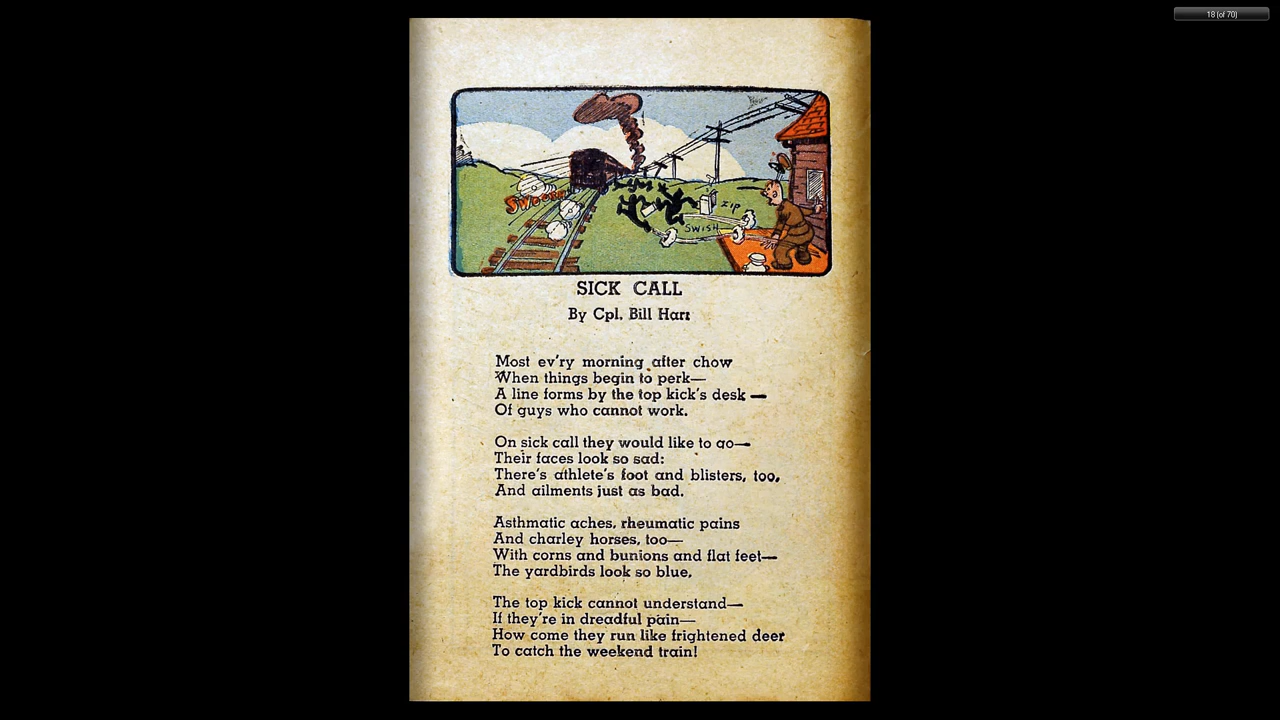 18 (of 70)
SWOOSH
ZIP
SWISH
SICK CALL
By Cpl. Bill Hart
Most ev'ry morning after chow
When things begin to perk—
A line forms by the top kick's desk —
Of guys who cannot work.
On sick call they would like to go—
Their faces look so sad:
There's athlete's foot and blisters, too,
And ailments just as bad.
Asthmatic aches, rheumatic pains
And charley horses, too—
With corns and bunions and flat feet—
The yardbirds look so blue,
The top kick cannot understand—
If they're in dreadful pain—
How come they run like frightened deer
To catch the weekend train!